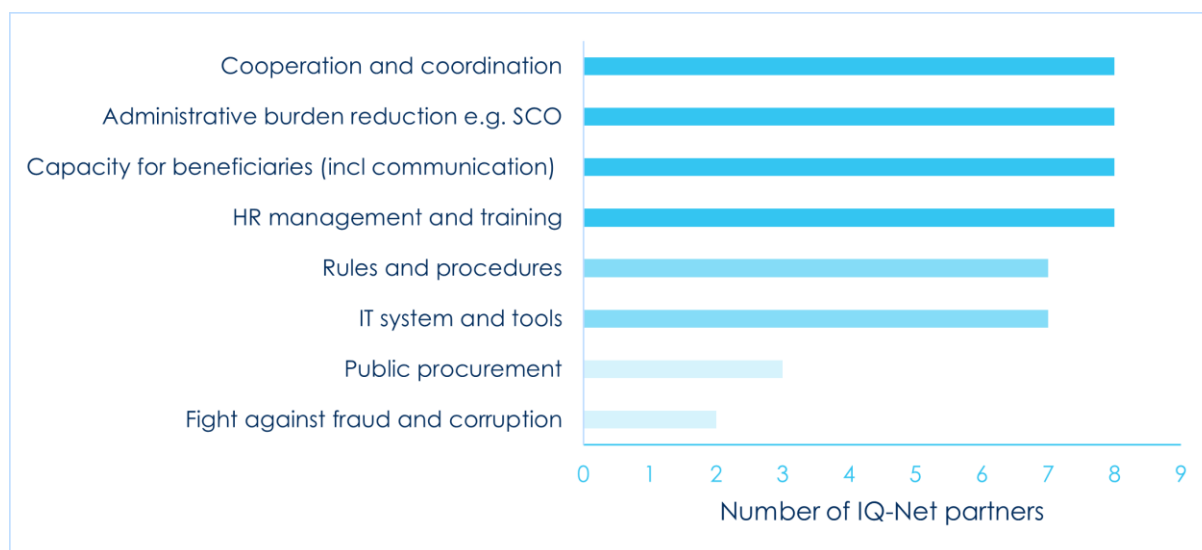 Cooperation and coordination
Administrative burden reduction e.g. SCO
Capacity for beneficiaries (incl communication)
HR management and training
Rules and procedures
IT system and tools
Public procurement
Fight against fraud and corruption
0 1 2 3 4 5 6 7 8 9
Number of IQ-Net partners